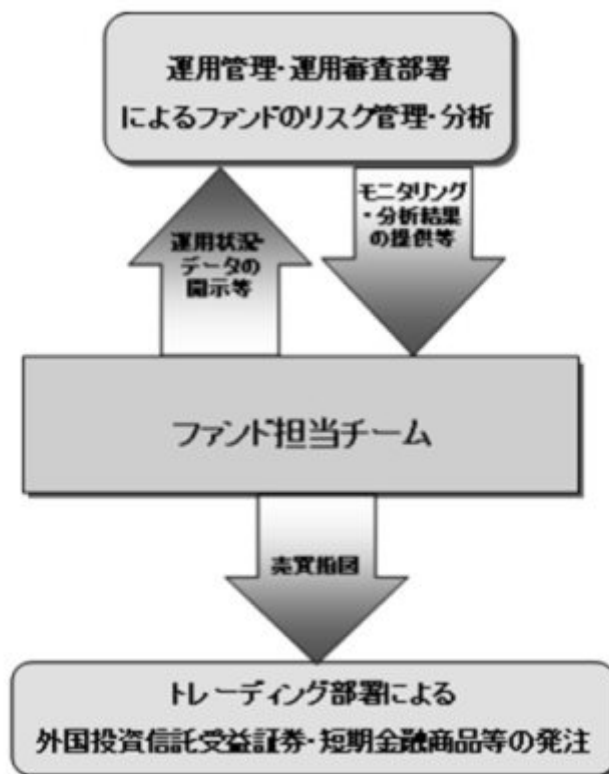 運用管理・運用審査部署
によるファンドのリスク管理・分析
運用状況・
データの
開示等
モニタリング
・分析結果
の提供等
ファンド担当チーム
売買指図
トレーディング部署による
外国投資信託受益証券・短期金融商品等の発注